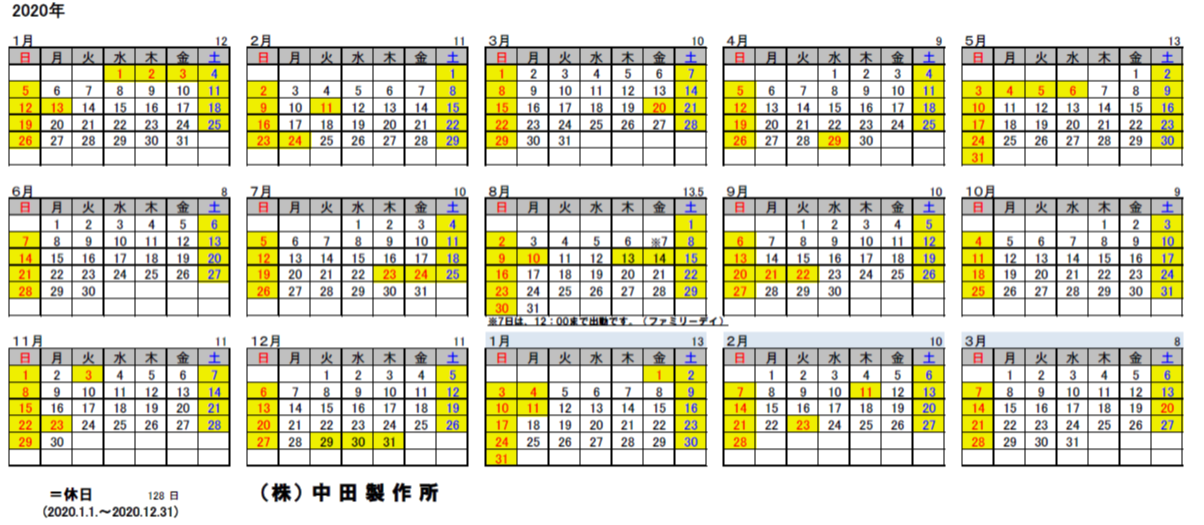 2020年
1月 12
日 月 火 水 木 金 土
1 2 3 4
5 6 7 8 9 10 11
12 13 14 15 16 17 18
19 20 21 22 23 24 25
26 27 28 29 30 31
2月 11
日 月 火 水 木 金 土
1
2 3 4 5 6 7 8
9 10 11 12 13 14 15
16 17 18 19 20 21 22
23 24 25 26 27 28 29
3月 10
日 月 火 水 木 金 土
1 2 3 4 5 6 7
8 9 10 11 12 13 14
15 16 17 18 19 20 21
22 23 24 25 26 27 28
29 30 31
4月 9
日 月 火 水 木 金 土
1 2 3 4
5 6 7 8 9 10 11
12 13 14 15 16 17 18
19 20 21 22 23 24 25
26 27 28 29 30
5月 13
日 月 火 水 木 金 土
1 2
3 4 5 6 7 8 9
10 11 12 13 14 15 16
17 18 19 20 21 22 23
24 25 26 27 28 29 30
31
6月 8
日 月 火 水 木 金 土
1 2 3 4 5 6
7 8 9 10 11 12 13
14 15 16 17 18 19 20
21 22 23 24 25 26 27
28 29 30
7月 10
日 月 火 水 木 金 土
1 2 3 4
5 6 7 8 9 10 11
12 13 14 15 16 17 18
19 20 21 22 23 24 25
26 27 28 29 30 31
8月 13.5
日 月 火 水 木 金 土
1
2 3 4 5 6 ※7 8
9 10 11 12 13 14 15
16 17 18 19 20 21 22
23 24 25 26 27 28 29
30 31
※7日は、12:00まで出勤です。(ファミリーデイ)
9月 10
日 月 火 水 木 金 土
1 2 3 4 5
6 7 8 9 10 11 12
13 14 15 16 17 18 19
20 21 22 23 24 25 26
27 28 29 30
10月 9
日 月 火 水 木 金 土
1 2 3
4 5 6 7 8 9 10
11 12 13 14 15 16 17
18 19 20 21 22 23 24
25 26 27 28 29 30 31
11月 11
日 月 火 水 木 金 土
1 2 3 4 5 6 7
8 9 10 11 12 13 14
15 16 17 18 19 20 21
22 23 24 25 26 27 28
29 30
12月 11
日 月 火 水 木 金 土
1 2 3 4 5
6 7 8 9 10 11 12
13 14 15 16 17 18 19
20 21 22 23 24 25 26
27 28 29 30 31
1月 13
日 月 火 水 木 金 土
1 2
3 4 5 6 7 8 9
10 11 12 13 14 15 16
17 18 19 20 21 22 23
24 25 26 27 28 29 30
31
2月 10
日 月 火 水 木 金 土
1 2 3 4 5 6
7 8 9 10 11 12 13
14 15 16 17 18 19 20
21 22 23 24 25 26 27
28
3月 8
日 月 火 水 木 金 土
1 2 3 4 5 6
7 8 9 10 11 12 13
14 15 16 17 18 19 20
21 22 23 24 25 26 27
28 29 30 31
=休日 128 日
(2020.1.1.～2020.12.31)
(株)中田製作所